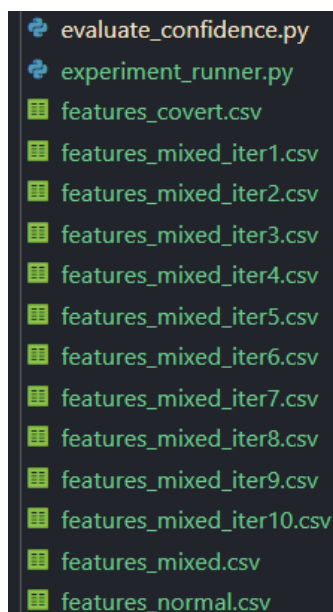 evaluate_confidence.py
experiment_runner.py
features_covert.csv
features_mixed_iter1.csv
features_mixed_iter2.csv
features_mixed_iter3.csv
features_mixed_iter4.csv
features_mixed_iter5.csv
features_mixed_iter6.csv
features_mixed_iter7.csv
features_mixed_iter8.csv
features_mixed_iter9.csv
features_mixed_iter10.csv
features_mixed.csv
features_normal.csv